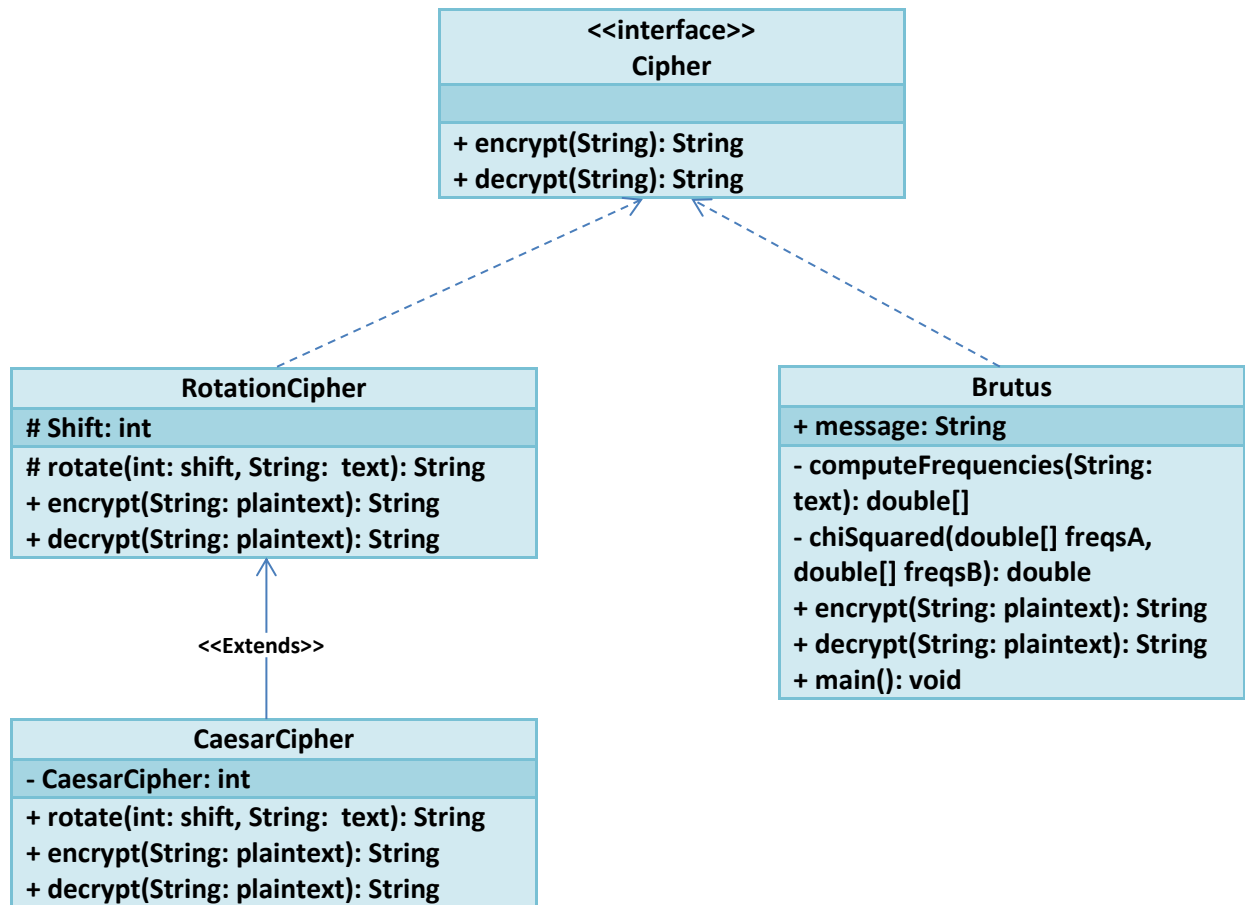 <<interface>>
Cipher
+ encrypt(String): String
+ decrypt(String): String
RotationCipher
# Shift: int
# rotate(int: shift, String:  text): String
+ encrypt(String: plaintext): String
+ decrypt(String: plaintext): String
Brutus
+ message: String
- computeFrequencies(String:
text): double[]
- chiSquared(double[] freqsA,
double[] freqsB): double
+ encrypt(String: plaintext): String
+ decrypt(String: plaintext): String
+ main(): void
<<Extends>>
CaesarCipher
- CaesarCipher: int
+ rotate(int: shift, String:  text): String
+ encrypt(String: plaintext): String
+ decrypt(String: plaintext): String